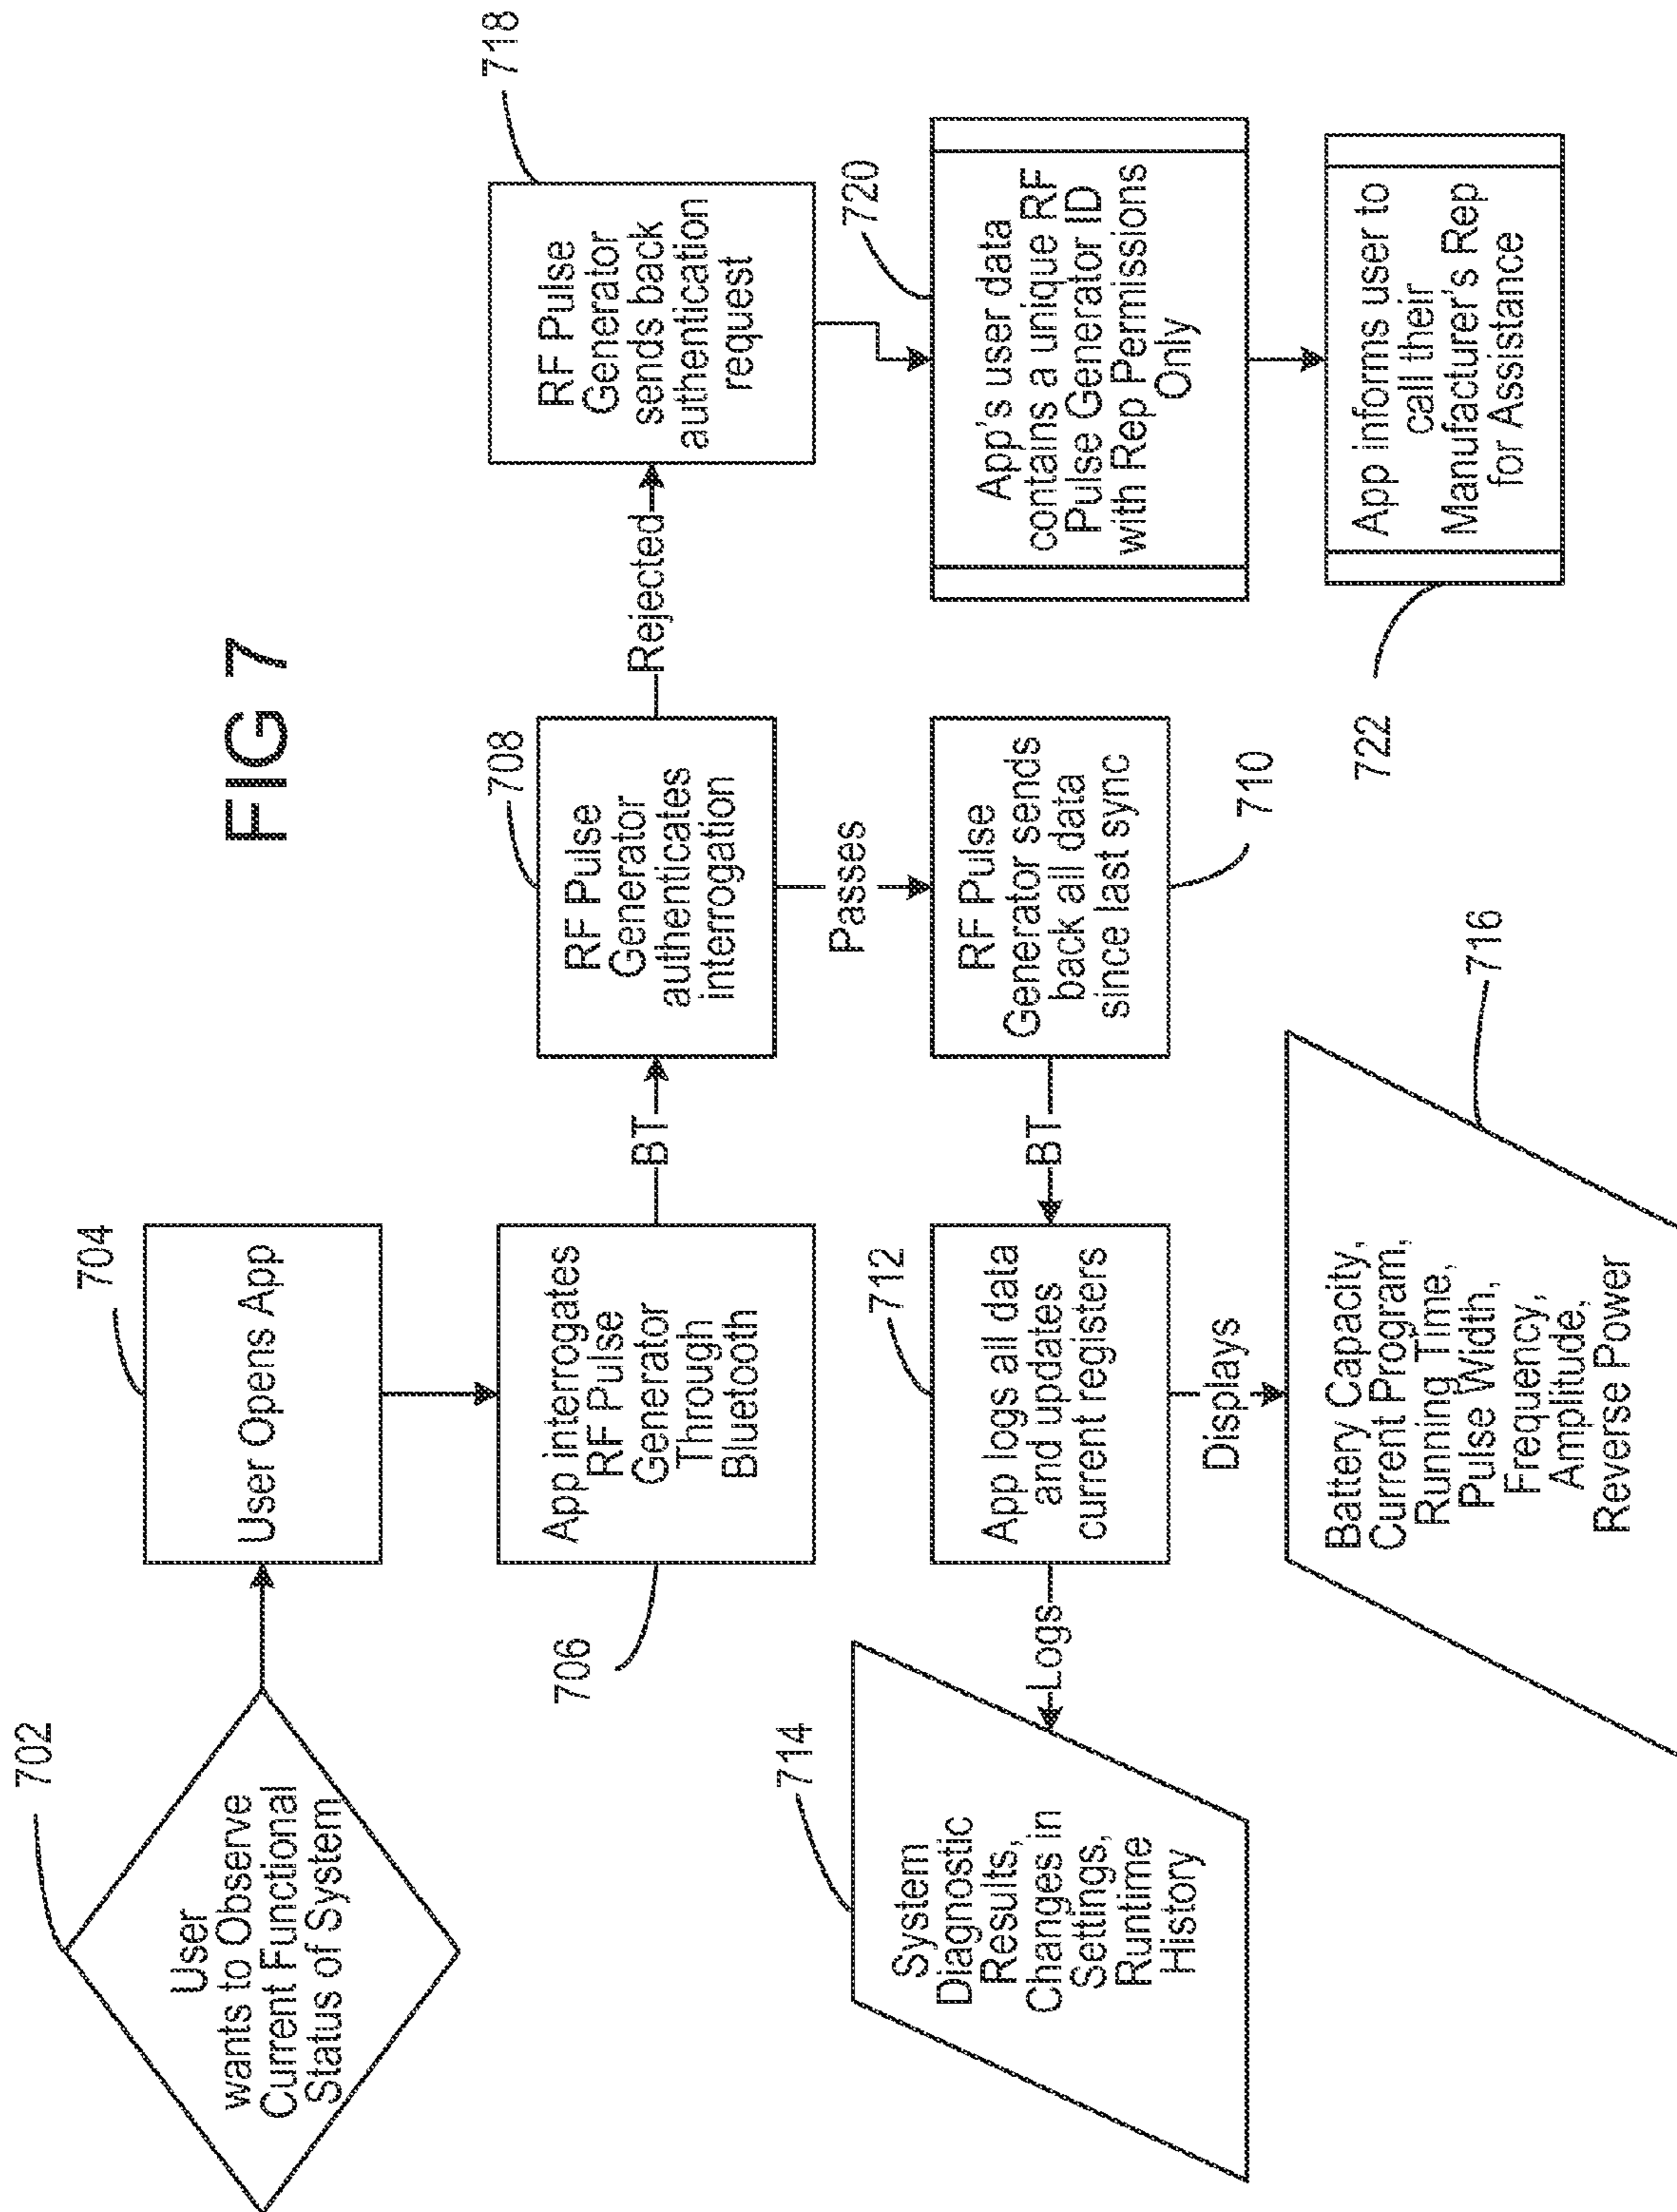 FIG 7
702
User
wants to Observe
Current Functional
Status of System
704
User Opens App
706
App interrogates
RF Pulse
Generator
Through
Bluetooth
BT
708
RF Pulse
Generator
authenticates
interrogation
Rejected
718
RF Pulse
Generator
sends back
authentication
request
Passes
710
RF Pulse
Generator sends
back all data
since last sync
BT
712
App logs all data
and updates
current registers
Logs
714
System
Diagnostic
Results,
Changes in
Settings,
Runtime
History
Displays
716
Battery Capacity,
Current Program,
Running Time,
Pulse Width,
Frequency,
Amplitude,
Reverse Power
720
App's user data
contains a unique RF
Pulse Generator ID
with Rep Permissions
Only
722
App informs user to
call their
Manufacturer's Rep
for Assistance